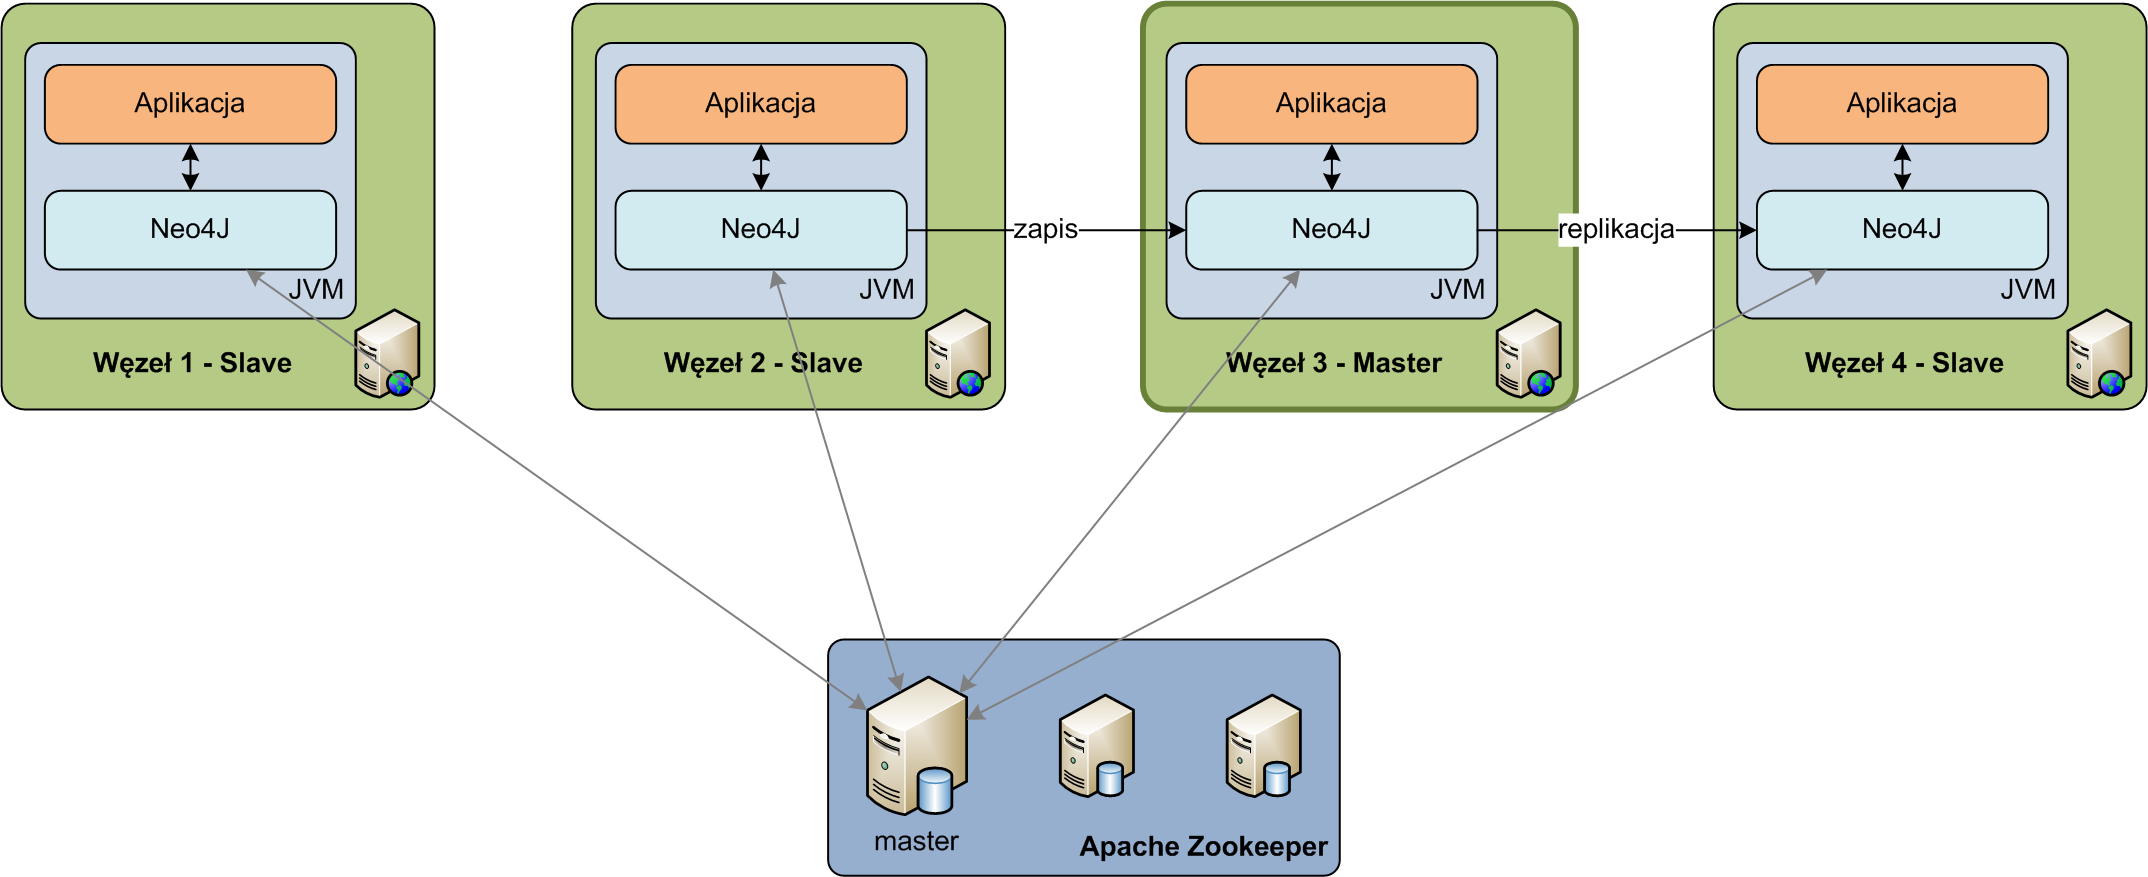 Aplikacja
Aplikacja
Aplikacja
Aplikacja
Neo4J
Neo4J
zapis
Neo4J
replikacja
Neo4J
JVM
JVM
JVM
JVM
Węzeł 1 - Slave
Węzeł 2 - Slave
Węzeł 3 - Master
Węzeł 4 - Slave
master
Apache Zookeeper